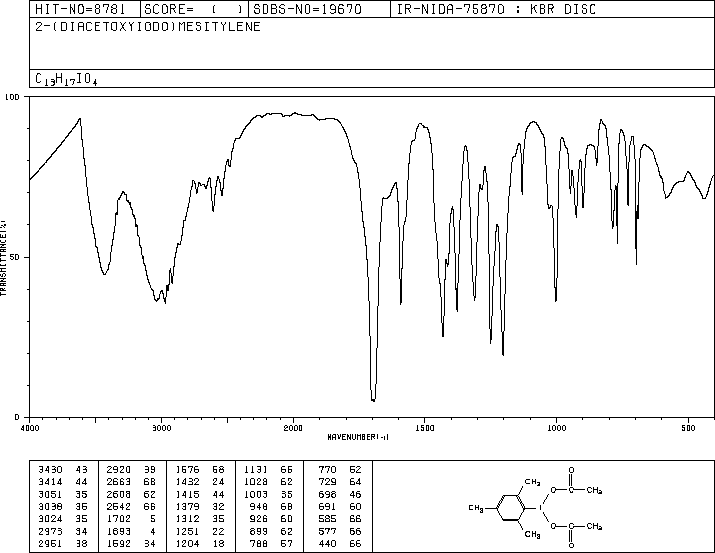 HIT-NO=8781 SCORE= ( ) SDBS-NO=19670 IR-NIDA-75870 : KBR DISC
2-(DIACETOXYIODO)MESITYLENE
C13H17IO4
100
TRANSMITTANCE(%)
50
0
4000 3000 2000 1500 1000 500
WAVENUMBER(-1)
3430 43 2920 39 1576 68 1131 66 770 52
3414 44 2663 68 1432 24 1028 62 729 64
3051 35 2608 62 1415 44 1003 35 698 46
3038 35 2542 66 1379 32 948 68 691 60
3024 35 1702 5 1312 35 926 60 585 66
2973 34 1693 4 1251 22 899 62 577 66
2951 38 1592 34 1204 18 788 57 440 66
O
CH3 O C CH3
CH3 I
CH3 O C CH3
O